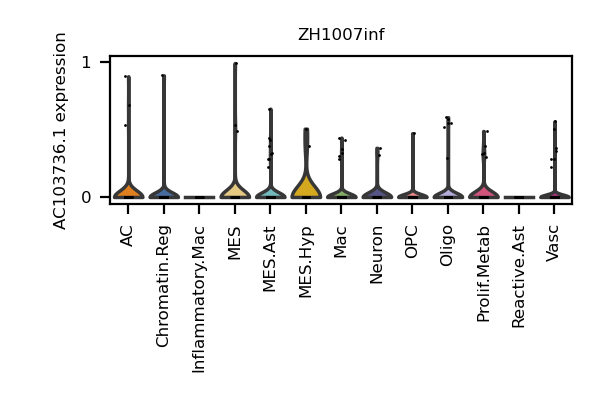 ZH1007inf
AC103736.1 expression
1
0
AC
Chromatin.Reg
Inflammatory.Mac
MES
MES.Ast
MES.Hyp
Mac
Neuron
OPC
Oligo
Prolif.Metab
Reactive.Ast
Vasc